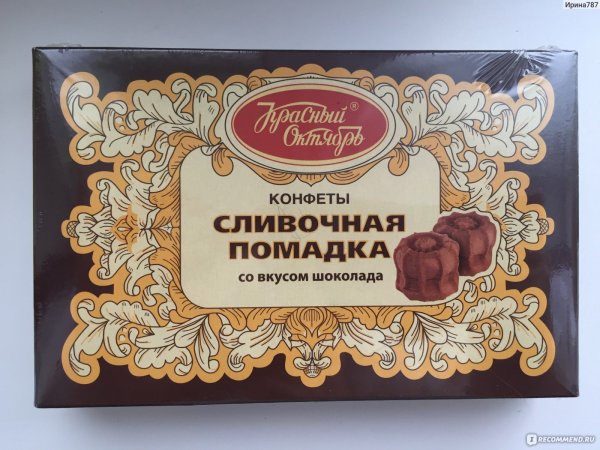 Ирина787
Красный®
Октябрь
КОНФЕТЫ
СЛИВОЧНАЯ
ПОМАДКА
со вкусом шоколада
IRECOMMEND.RU